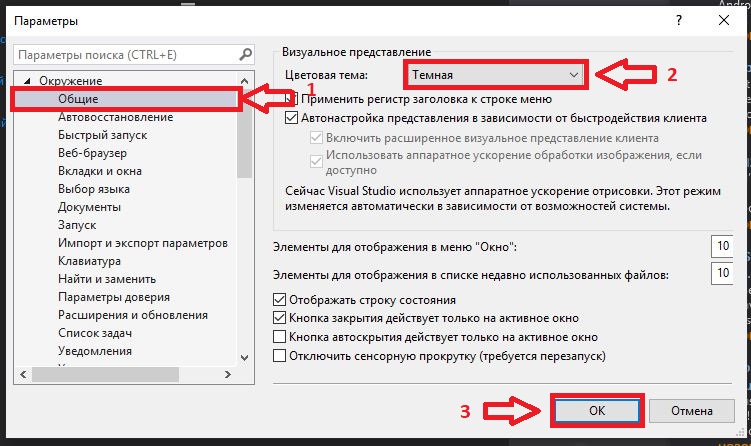 Параметры
Параметры поиска (CTRL+E)
Окружение
Общие
1
Автовосстановление
Быстрый запуск
Веб-браузер
Вкладки и окна
Выбор языка
Документы
Запуск
Импорт и экспорт параметров
Клавиатура
Найти и заменить
Параметры доверия
Расширения и обновления
Список задач
Уведомления
Визуальное представление
Цветовая тема: Темная
2
Применить регистр заголовка к строке меню
Автонастройка представления в зависимости от быстродействия клиента
Включить расширенное визуальное представление клиента
Использовать аппаратное ускорение обработки изображения, если
доступно
Сейчас Visual Studio использует аппаратное ускорение отрисовки. Этот режим
изменяется автоматически в зависимости от возможностей системы.
Элементы для отображения в меню "Окно": 10
Элементы для отображения в списке недавно использованных файлов: 10
Отображать строку состояния
Кнопка закрытия действует только на активное окно
Кнопка автоскрытия действует только на активное окно
Отключить сенсорную прокрутку (требуется перезапуск)
3
ОК
Отмена